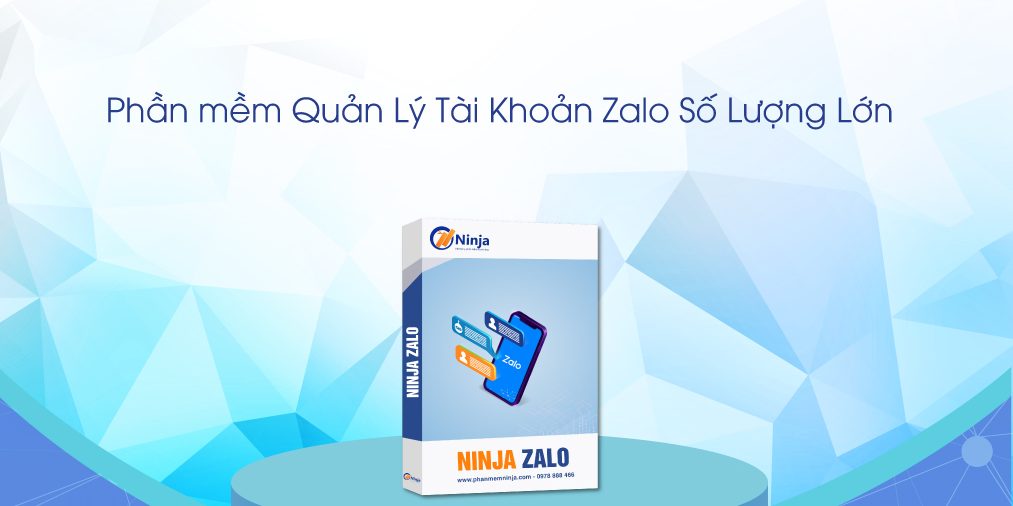 Phần mềm Quản Lý Tài Khoản Zalo Số Lượng Lớn
Ninja
Zalo
NINJA ZALO
NINJA ZALO
www.phanmemninja.com - 0978 888 466